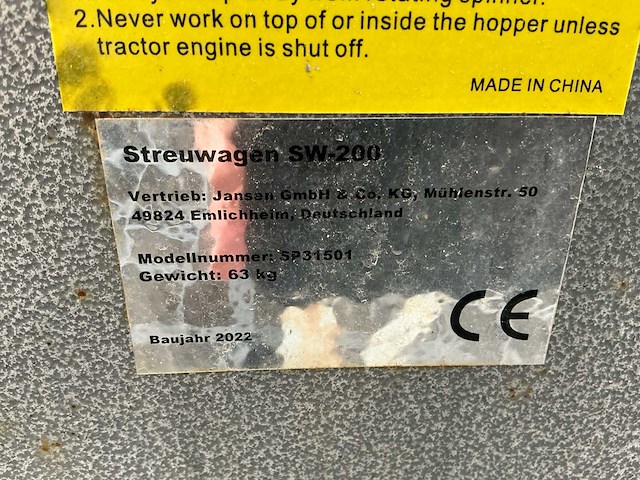 2.Never work on top of or inside the hopper unless
tractor engine is shut off.
MADE IN CHINA
Streuwagen SW-200
Vertrieb: Jansen GmbH & Co. KG, Mühlenstr. 50
49824 Emlichheim, Deutschland
Modellnummer: SP31501
Gewicht: 63 kg
CE
Baujahr 2022